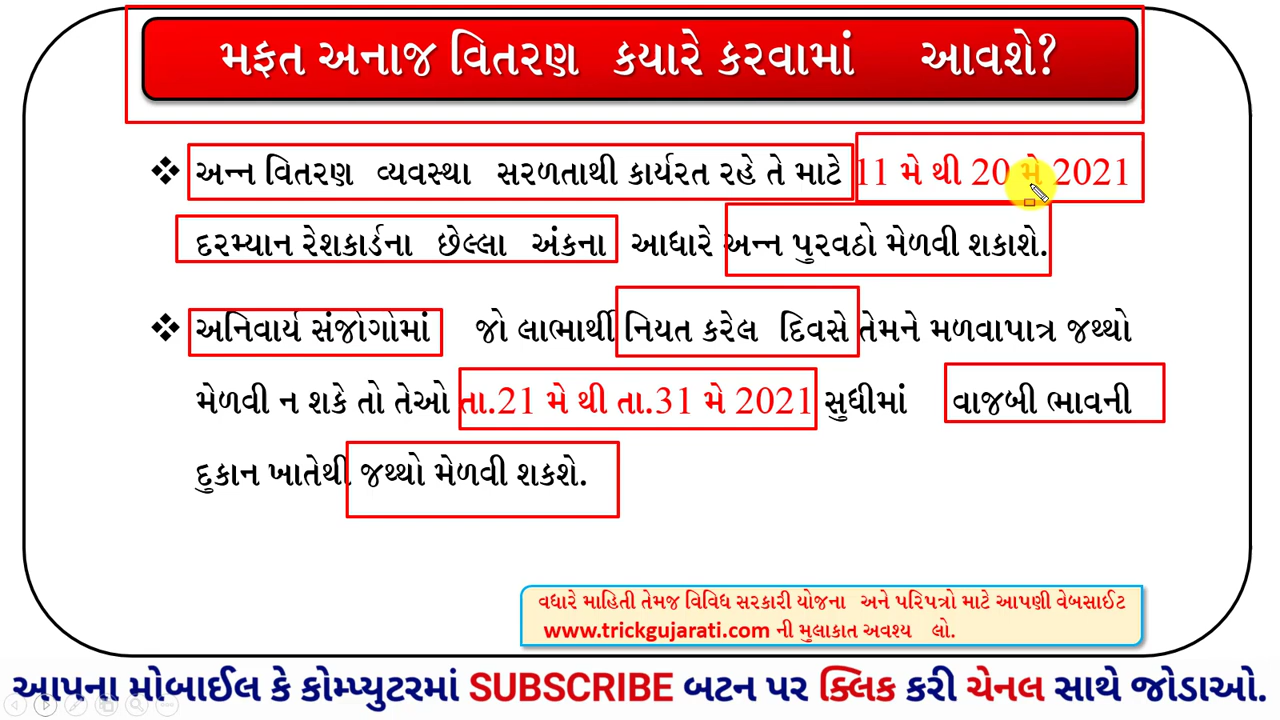 મફત અનાજ વિતરણ કયારે કરવામાં આવશે?
❖ અન્ન વિતરણ વ્યવસ્થા સરળતાથી કાર્યરત રહે તે માટે 11 મે થી 20 મે 2021
દરમ્યાન રેશકાર્ડના છેલ્લા અંકના આધારે અન્ન પુરવઠો મેળવી શકાશે.
❖ અનિવાર્ય સંજોગોમાં જો લાભાર્થી નિયત કરેલ દિવસે તેમને મળવાપાત્ર જથ્થો
મેળવી ન શકે તો તેઓ તા.21 મે થી તા.31 મે 2021 સુધીમાં વાજબી ભાવની
દુકાન ખાતેથી જથ્થો મેળવી શકશે.
વધારે માહિતી તેમજ વિવિધ સરકારી યોજના અને પરિપત્રો માટે આપણી વેબસાઈટ
www.trickgujarati.com ની મુલાકાત અવશ્ય લો.
આપના મોબાઈલ કે કોમ્પ્યુટરમાં SUBSCRIBE બટન પર ક્લિક કરી ચેનલ સાથે જોડાઓ.